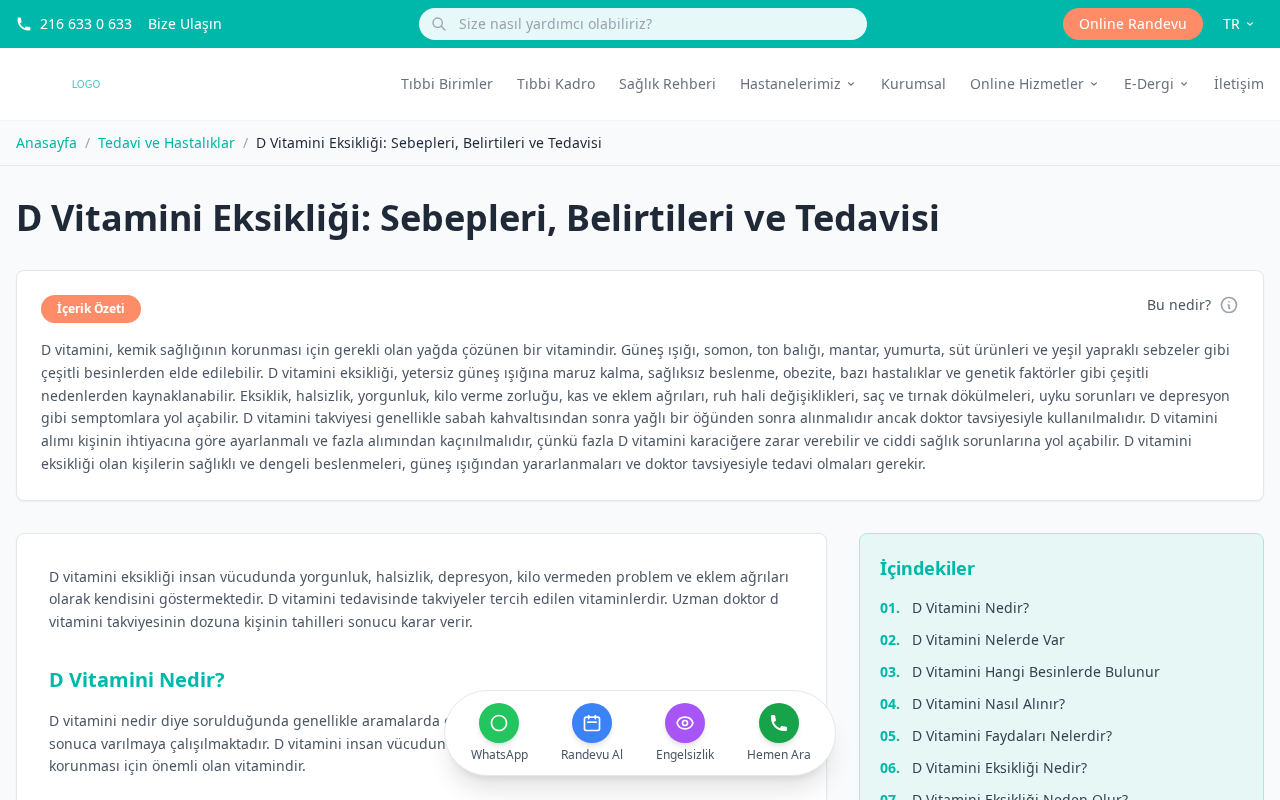 216 633 0 633
Bize Ulaşın
Size nasıl yardımcı olabiliriz?
Online Randevu
TR
LOGO
Tıbbi Birimler
Tıbbi Kadro
Sağlık Rehberi
Hastanelerimiz
Kurumsal
Online Hizmetler
E-Dergi
İletişim
Anasayfa / Tedavi ve Hastalıklar / D Vitamini Eksikliği: Sebepleri, Belirtileri ve Tedavisi
D Vitamini Eksikliği: Sebepleri, Belirtileri ve Tedavisi
İçerik Özeti
Bu nedir?
D vitamini, kemik sağlığının korunması için gerekli olan yağda çözünen bir vitamindir. Güneş ışığı, somon, ton balığı, mantar, yumurta, süt ürünleri ve yeşil yapraklı sebzeler gibi
çeşitli besinlerden elde edilebilir. D vitamini eksikliği, yetersiz güneş ışığına maruz kalma, sağlıksız beslenme, obezite, bazı hastalıklar ve genetik faktörler gibi çeşitli
nedenlerden kaynaklanabilir. Eksiklik, halsizlik, yorgunluk, kilo verme zorluğu, kas ve eklem ağrıları, ruh hali değişiklikleri, saç ve tırnak dökülmeleri, uyku sorunları ve depresyon
gibi semptomlara yol açabilir. D vitamini takviyesi genellikle sabah kahvaltısından sonra yağlı bir öğünden sonra alınmalıdır ancak doktor tavsiyesiyle kullanılmalıdır. D vitamini
alımı kişinin ihtiyacına göre ayarlanmalı ve fazla alımından kaçınılmalıdır, çünkü fazla D vitamini karaciğere zarar verebilir ve ciddi sağlık sorunlarına yol açabilir. D vitamini
eksikliği olan kişilerin sağlıklı ve dengeli beslenmeleri, güneş ışığından yararlanmaları ve doktor tavsiyesiyle tedavi olmaları gerekir.
D vitamini eksikliği insan vücudunda yorgunluk, halsizlik, depresyon, kilo vermeden problem ve eklem ağrıları
olarak kendisini göstermektedir. D vitamini tedavisinde takviyeler tercih edilen vitaminlerdir. Uzman doktor d
vitamini takviyesinin dozuna kişinin tahilleri sonucu karar verir.
D Vitamini Nedir?
D vitamini nedir diye sorulduğunda genellikle aramalarda
sonuca varılmaya çalışılmaktadır. D vitamini insan
korunması için önemli olan vitamindir.
İçindekiler
01. D Vitamini Nedir?
02. D Vitamini Nelerde Var
03. D Vitamini Hangi Besinlerde Bulunur
04. D Vitamini Nasıl Alınır?
05. D Vitamini Faydaları Nelerdir?
06. D Vitamini Eksikliği Nedir?
07. D Vitamini Eksikliği Neden Olur?
WhatsApp
Randevu Al
Engelsizlik
Hemen Ara